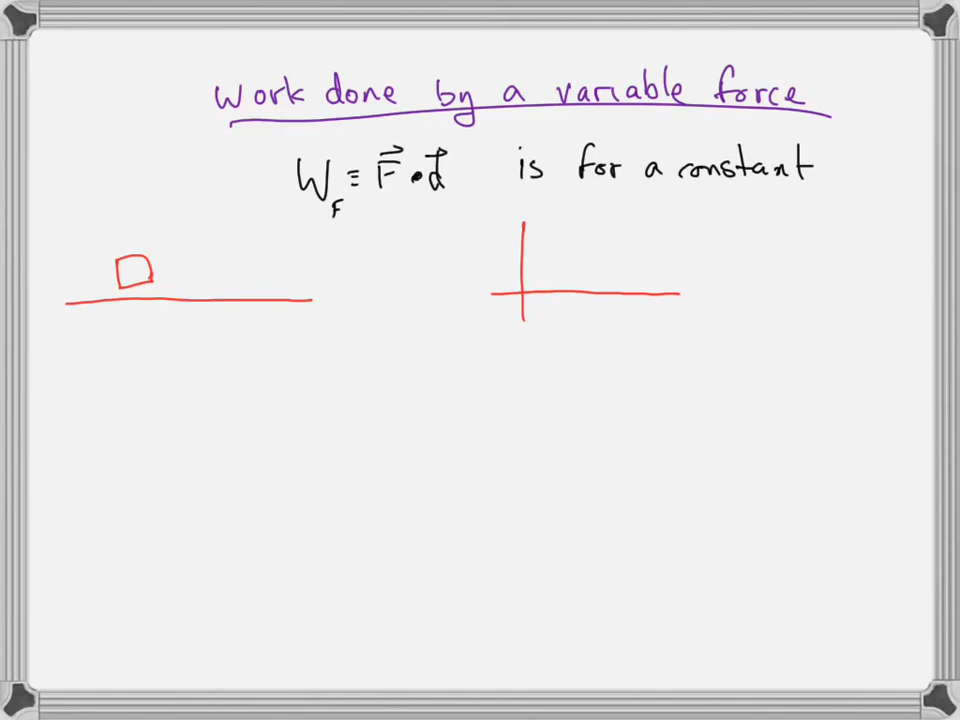 Work done by a variable force
W_F ≡ F⃗ • d⃗ is for a constant